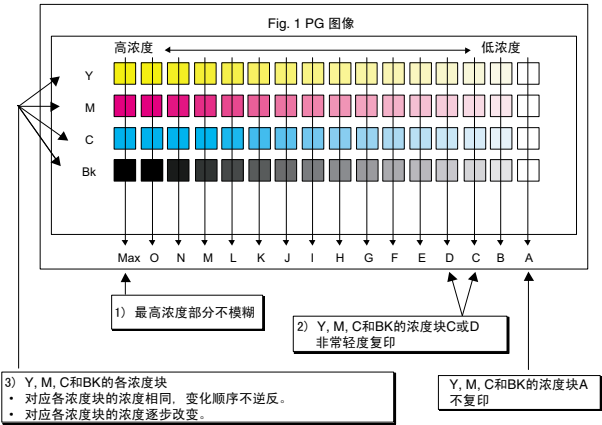 Fig. 1 PG 图像
高浓度 低浓度
Y
M
C
Bk
Max O N M L K J I H G F E D C B A
1) 最高浓度部分不模糊
2) Y, M, C和BK的浓度块C或D
非常轻度复印
3) Y, M, C和BK的各浓度块
・ 对应各浓度块的浓度相同, 变化顺序不逆反。
・ 对应各浓度块的浓度逐步改变。
Y, M, C和BK的浓度块A
不复印